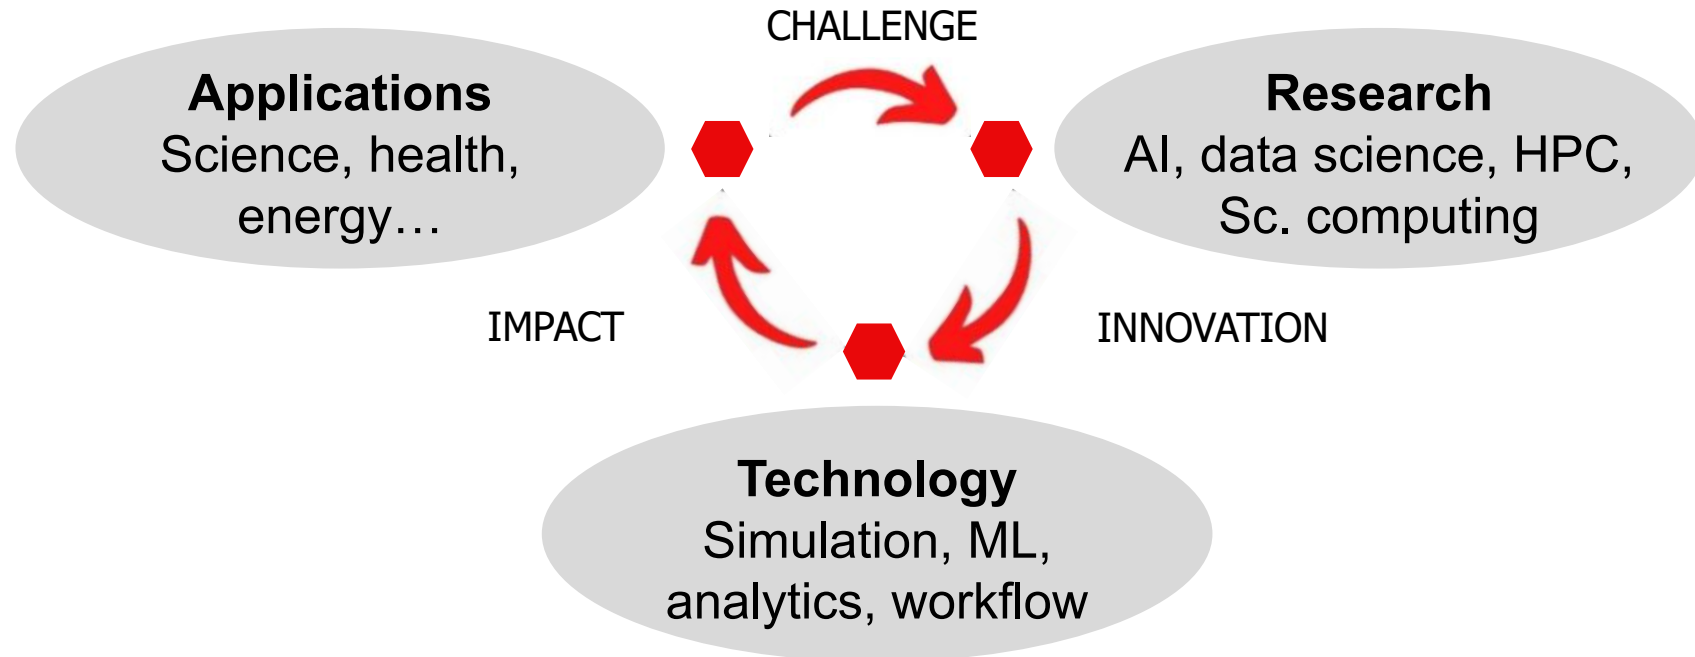 CHALLENGE
Applications
Science, health,
energy…
Research
AI, data science, HPC,
Sc. computing
IMPACT
INNOVATION
Technology
Simulation, ML,
analytics, workflow